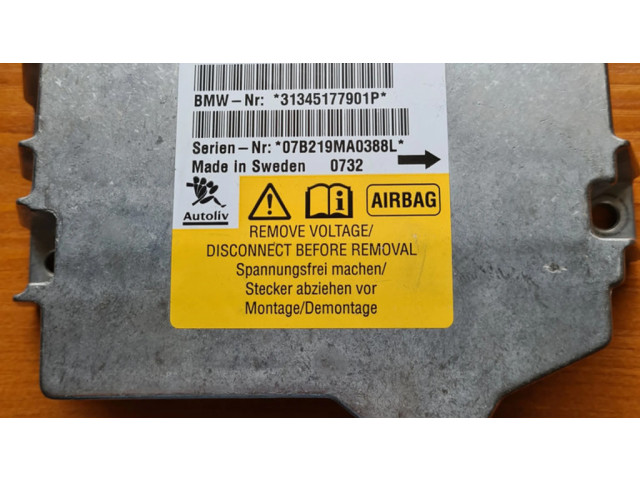 BMW-Nr: *31345177901P*
Serien-Nr: *07B219MA0388L*
Made in Sweden 0732
Autoliv
AIRBAG
REMOVE VOLTAGE/
DISCONNECT BEFORE REMOVAL
Spannungsfrei machen/
Stecker abziehen vor
Montage/Demontage